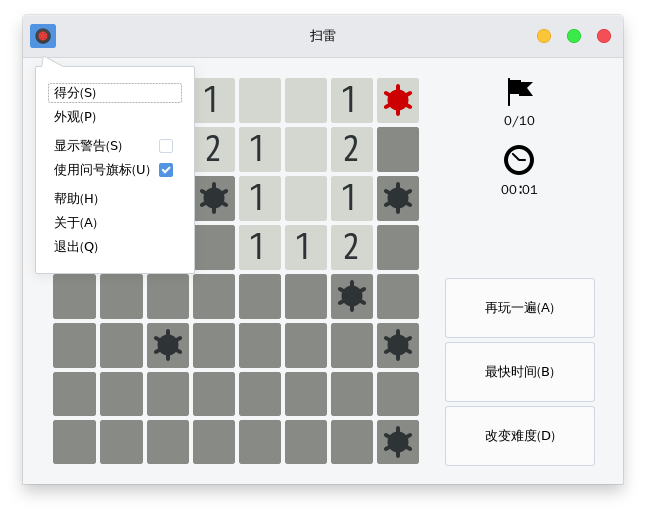 扫雷
得分(S)
外观(P)
显示警告(S)
使用问号旗标(U)
帮助(H)
关于(A)
退出(Q)
1 1
2 1 2
1 1
1 1 2
0/10
00:01
再玩一遍(A)
最快时间(B)
改变难度(D)